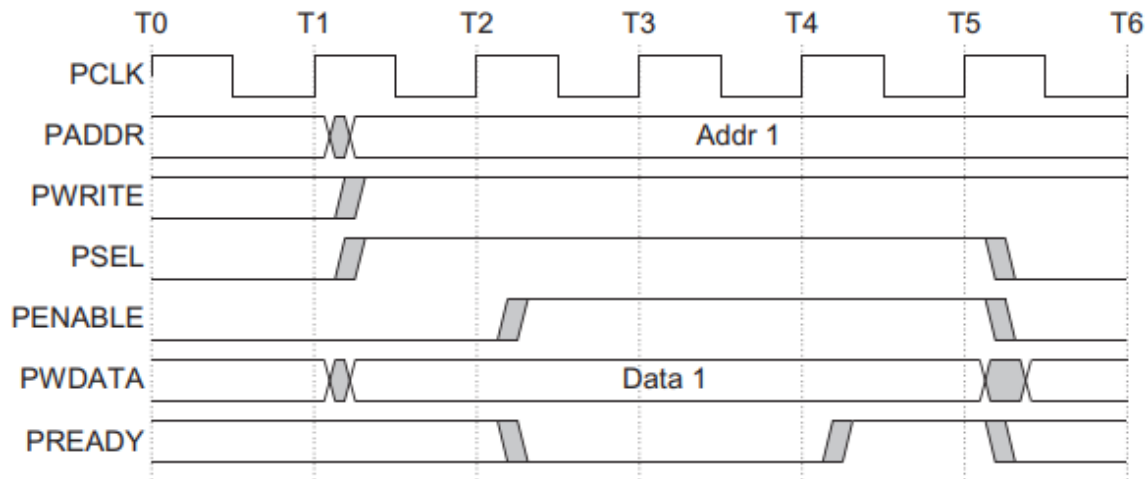 T0 T1 T2 T3 T4 T5 T6
PCLK
PADDR Addr 1
PWRITE
PSEL
PENABLE
PWDATA Data 1
PREADY